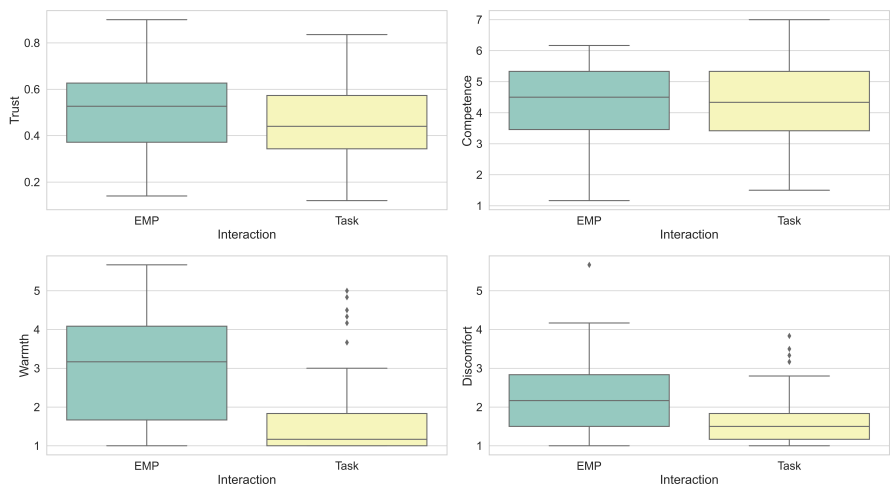 Trust
0.8
0.6
0.4
0.2
EMP Task
Interaction
Competence
7
6
5
4
3
2
1
EMP Task
Interaction
Warmth
5
4
3
2
1
EMP Task
Interaction
Discomfort
5
4
3
2
1
EMP Task
Interaction